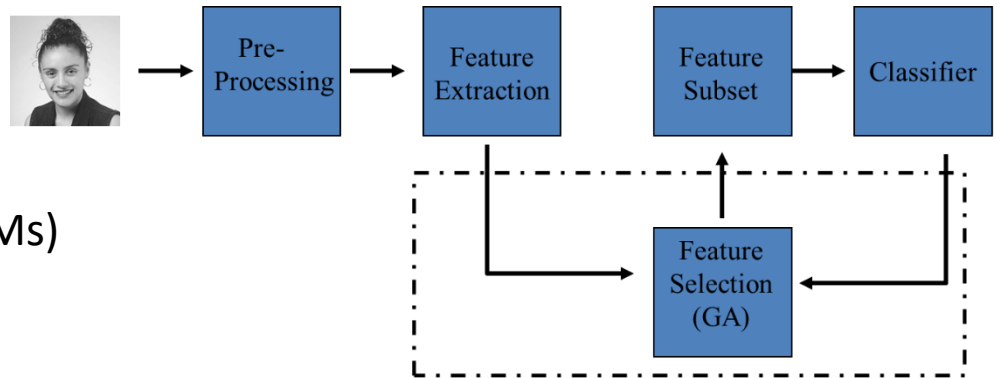 Pre-
Processing
Feature
Extraction
Feature
Subset
Classifier
Ms)
Feature
Selection
(GA)